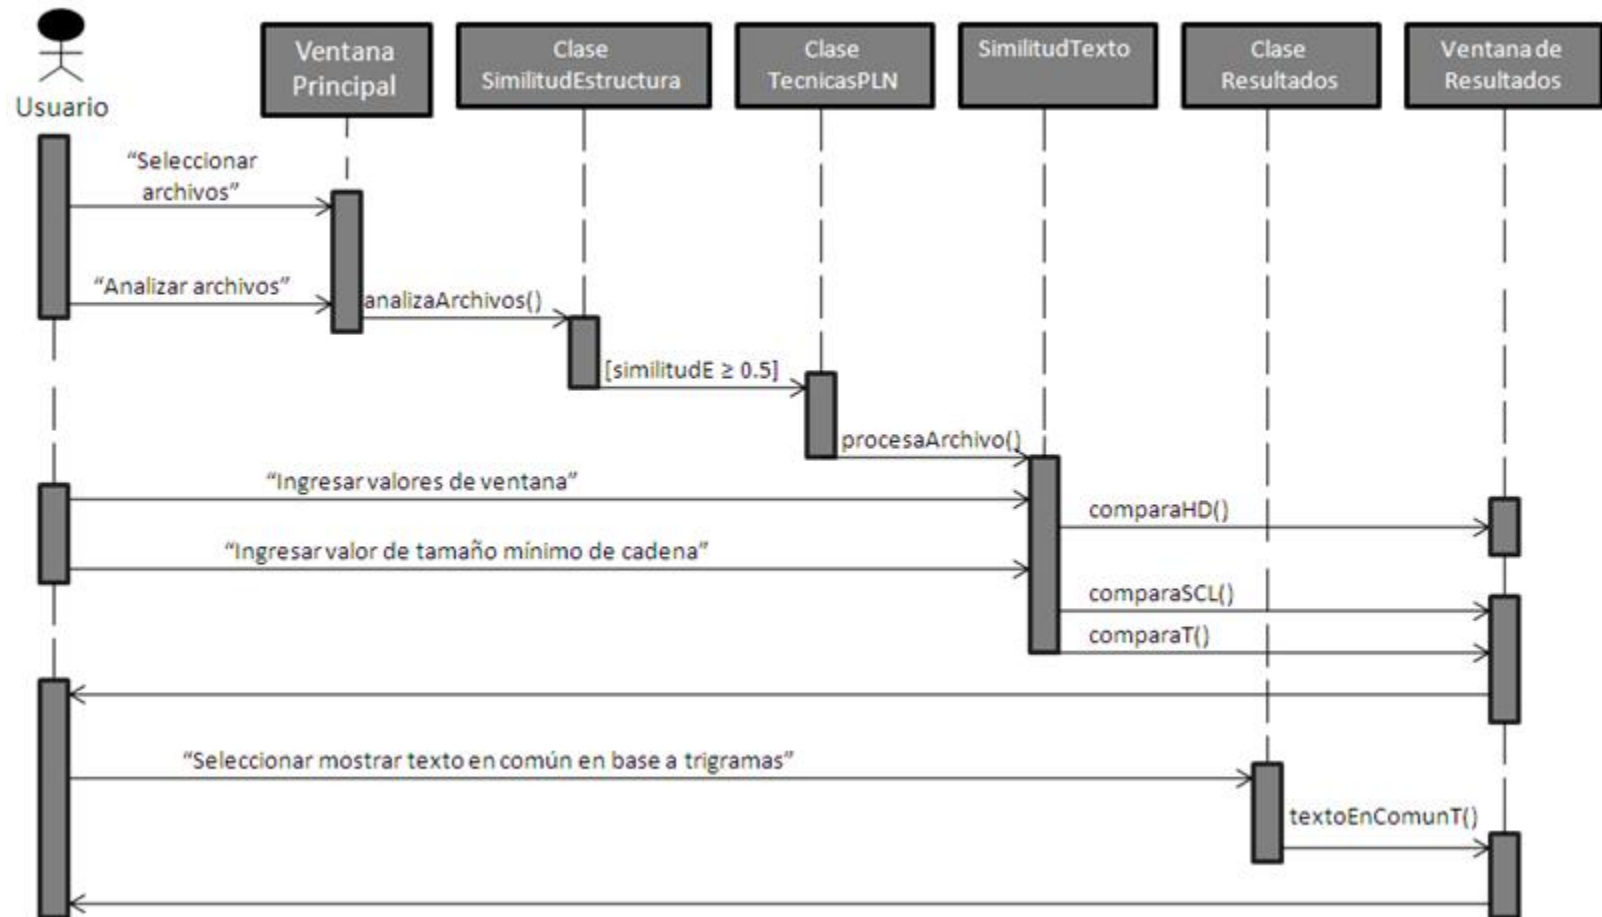 Usuario
Ventana
Principal
Clase
SimilitudEstructura
Clase
TecnicasPLN
SimilitudTexto
Clase
Resultados
Ventana de
Resultados
“Seleccionar
archivos”
“Analizar archivos”
analizaArchivos()
[similitudE ≥ 0.5]
procesaArchivo()
“Ingresar valores de ventana”
comparaHD()
“Ingresar valor de tamaño mínimo de cadena”
comparaSCL()
comparaT()
“Seleccionar mostrar texto en común en base a trigramas”
textoEnComunT()